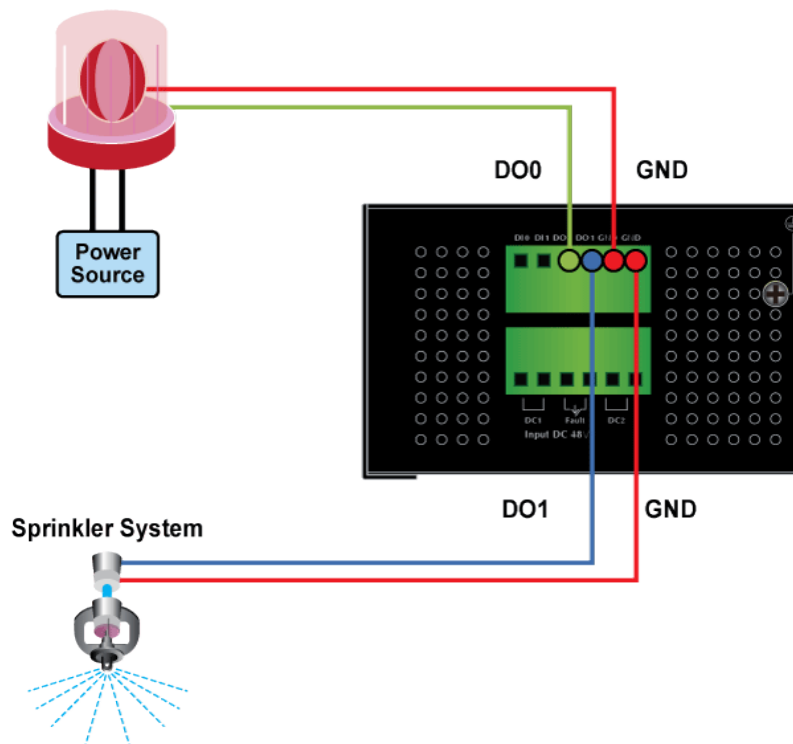 DO0 GND
Power
Source
DI0 DI1 DO0 DO1 GND GND
DC1 Fault DC2
Input DC 48V
DO1 GND
Sprinkler System